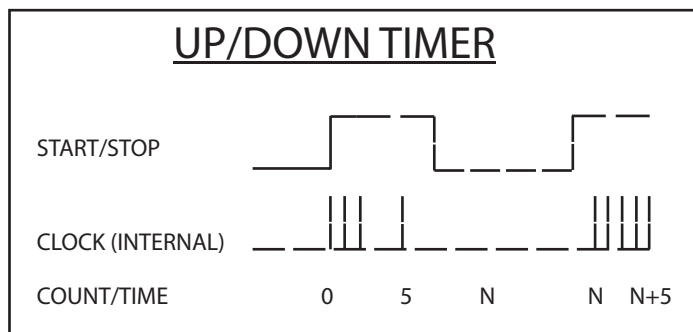 UP/DOWN TIMER
START/STOP
CLOCK (INTERNAL)
COUNT/TIME 0 5 N N N+5